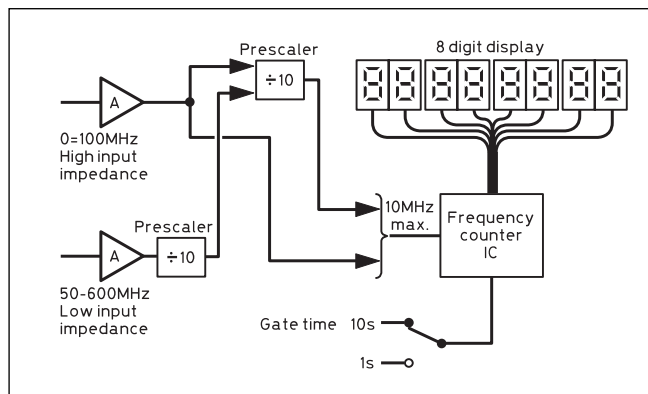 Prescaler
8 digit display
÷10
A
0=100MHz
High input
impedance
10MHz
max.
Frequency
counter
IC
Prescaler
A
÷10
50-600MHz
Low input
impedance
Gate time 10s
1s